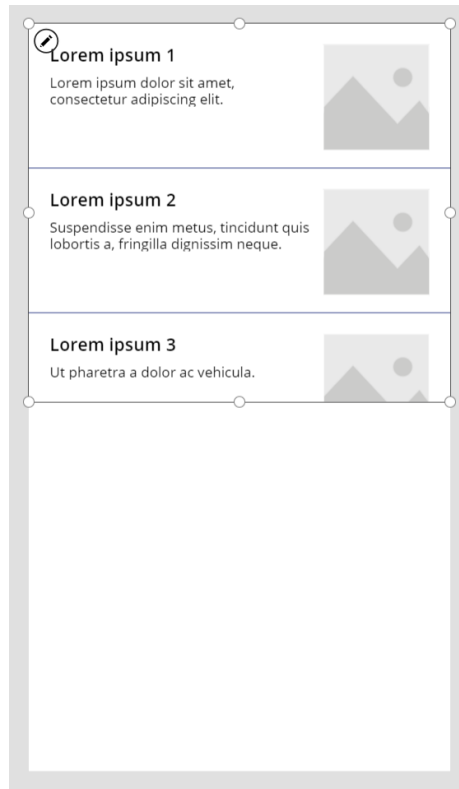 Lorem ipsum 1
Lorem ipsum dolor sit amet,
consectetur adipiscing elit.
Lorem ipsum 2
Suspendisse enim metus, tincidunt quis
lobortis a, fringilla dignissim neque.
Lorem ipsum 3
Ut pharetra a dolor ac vehicula.